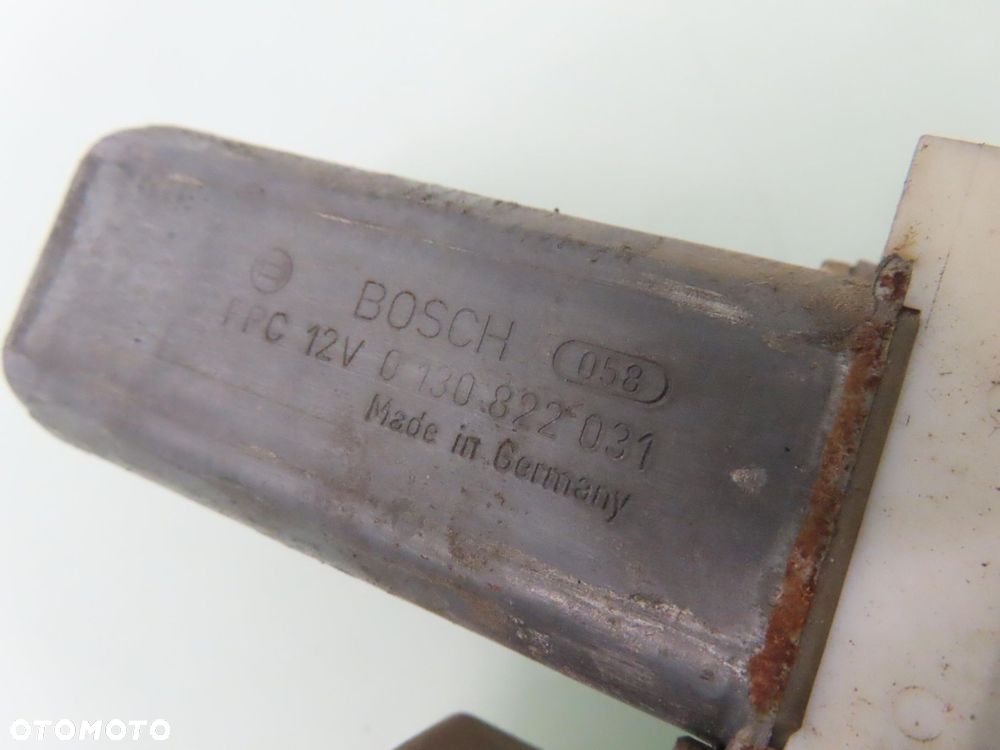 BOSCH 058
FPC 12V 0 130 822 031
Made in Germany
OTOMOTO